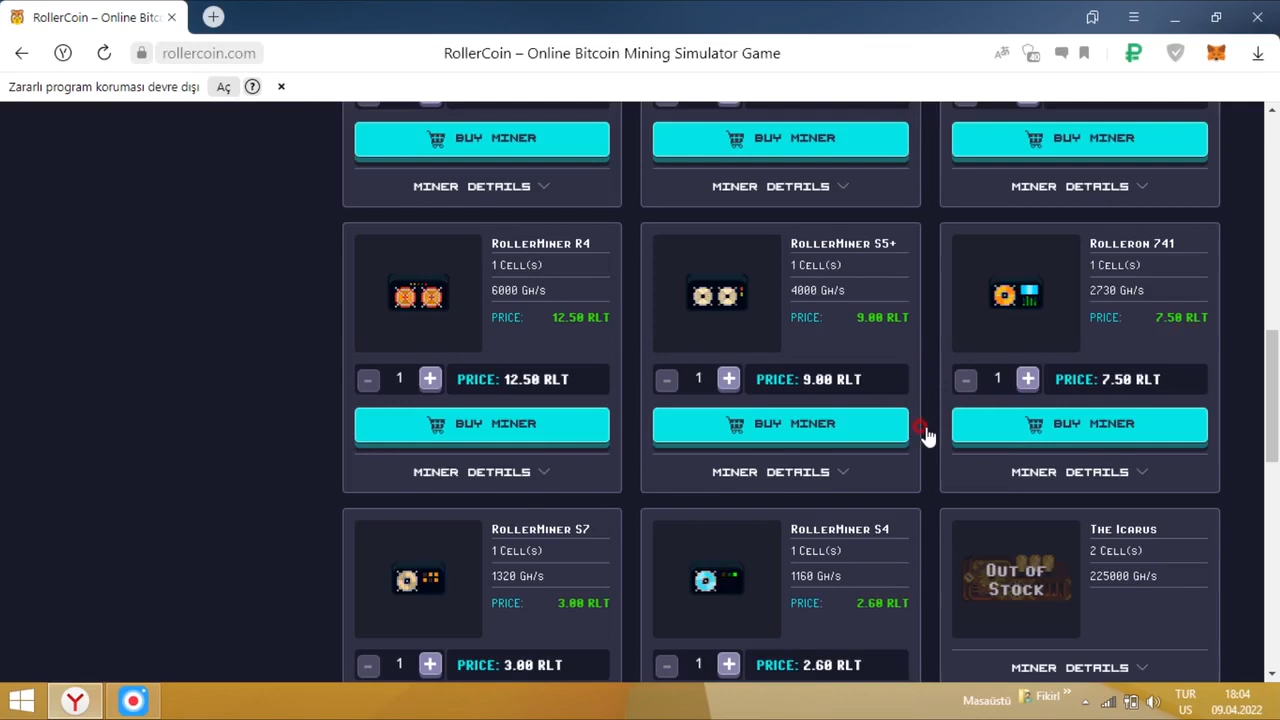 RollerCoin – Online Bitc
rollercoin.com
RollerCoin – Online Bitcoin Mining Simulator Game –
40
Zararlı program koruması devre dışı
Aç
?
BUY MINER
BUY MINER
BUY MINER
MINER DETAILS
MINER DETAILS
MINER DETAILS
RollerMiner R4
1 Cell(s)
6000 Gh/s
PRICE: 12.50 RLT
- 1 + PRICE: 12.50 RLT
BUY MINER
MINER DETAILS
RollerMiner S5+
1 Cell(s)
4000 Gh/s
PRICE: 9.00 RLT
- 1 + PRICE: 9.00 RLT
BUY MINER
MINER DETAILS
Rolleron 741
1 Cell(s)
2730 Gh/s
PRICE: 7.50 RLT
- 1 + PRICE: 7.50 RLT
BUY MINER
MINER DETAILS
RollerMiner S7
1 Cell(s)
1320 Gh/s
PRICE: 3.00 RLT
- 1 + PRICE: 3.00 RLT
RollerMiner S4
1 Cell(s)
1160 Gh/s
PRICE: 2.60 RLT
- 1 + PRICE: 2.60 RLT
The Icarus
2 Cell(s)
225000 Gh/s
Out of
Stock
MINER DETAILS
Masaüstü
Fikirl
TUR
US
18:04
09.04.2022